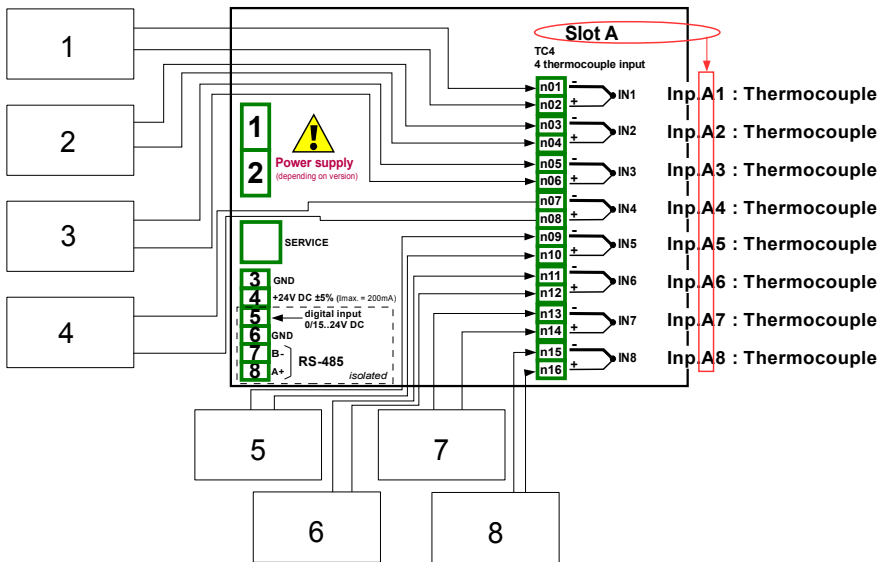 Slot A
TC4
4 thermocouple input
1
2
3
4
1
2
Power supply
(depending on version)
SERVICE
3 GND
4 +24V DC ±5% (Imax. = 200mA)
5 digital input
0/15..24V DC
6 GND
7 B-
8 A+
RS-485
isolated
n01 - IN1 Inp.A1 : Thermocouple
n02 +
n03 - IN2 Inp.A2 : Thermocouple
n04 +
n05 - IN3 Inp.A3 : Thermocouple
n06 +
n07 - IN4 Inp.A4 : Thermocouple
n08 +
n09 - IN5 Inp.A5 : Thermocouple
n10 +
n11 - IN6 Inp.A6 : Thermocouple
n12 +
n13 - IN7 Inp.A7 : Thermocouple
n14 +
n15 - IN8 Inp.A8 : Thermocouple
n16 +
5
7
6
8